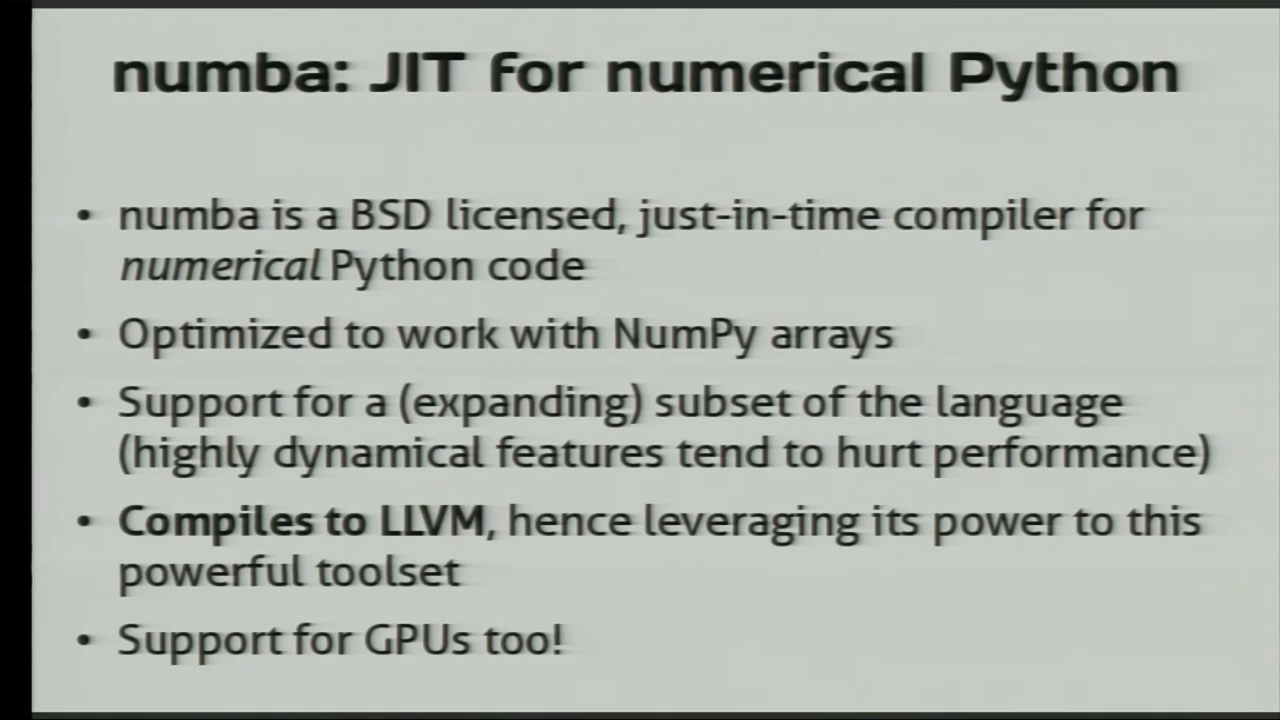 numba: JIT for numerical Python
• numba is a BSD licensed, just-in-time compiler for
numerical Python code
• Optimized to work with NumPy arrays
• Support for a (expanding) subset of the language
(highly dynamical features tend to hurt performance)
• Compiles to LLVM, hence leveraging its power to this
powerful toolset
• Support for GPUs too!